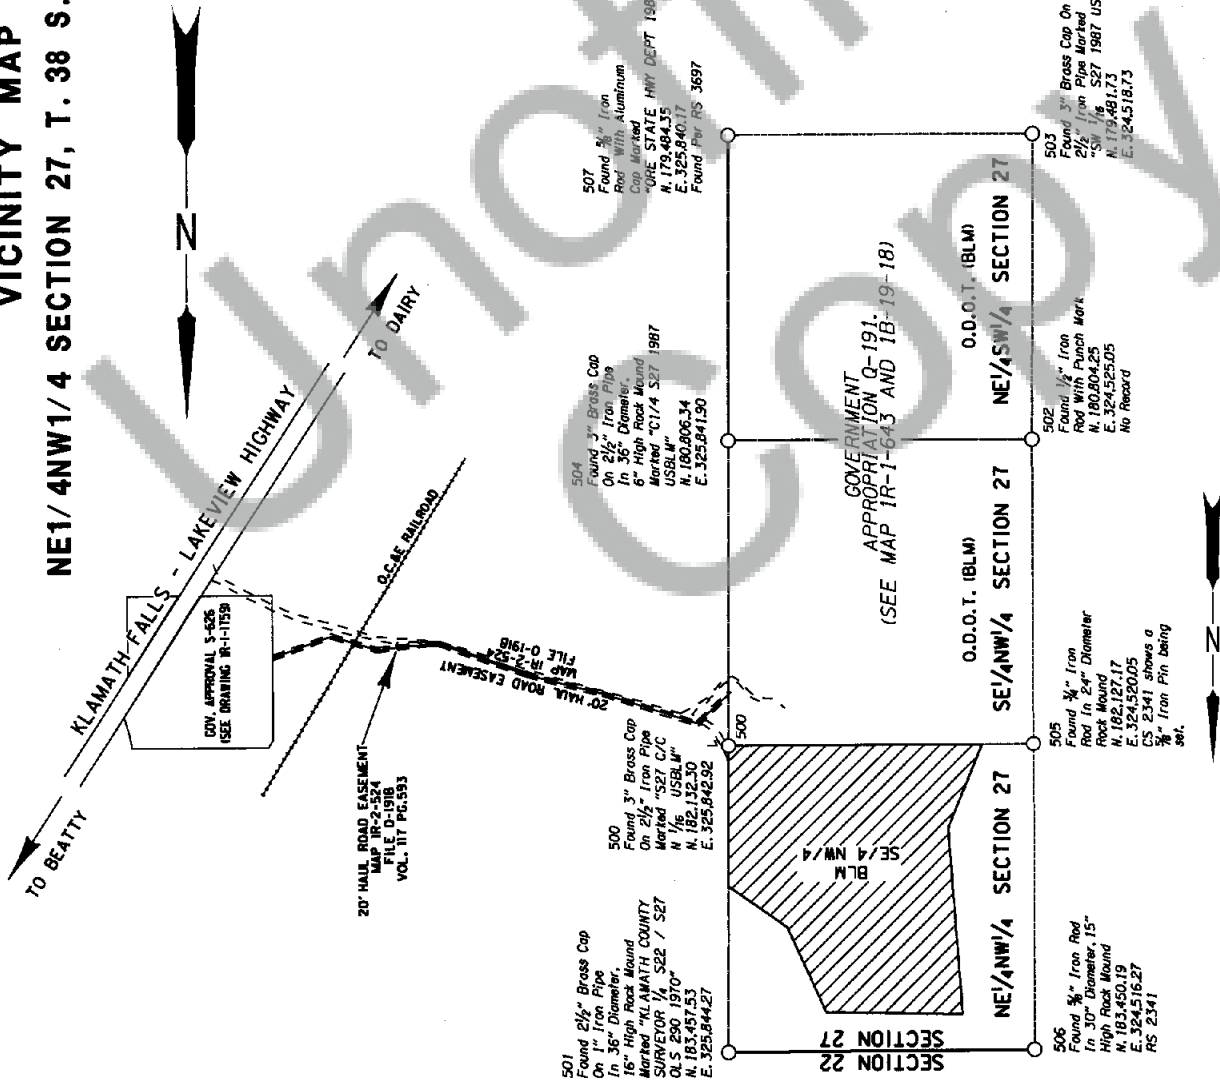 VICINITY MAP
NE1/4NW1/4 SECTION 27, T. 38 S.
N
KLAMATH FALLS - LAKEVIEW HIGHWAY
TO DAIRY
TO BEATTY
GOV. APPROVAL S-626
(SEE DRAWING 1R-1-1759)
O.C.&E RAILROAD
20' HAUL ROAD EASEMENT
MAP 1R-2-524
FILE O-191B
20' HAUL ROAD EASEMENT
MAP 1R-2-524
FILE O-191B
VOL. 117 PG.593
507
Found ⅝" Iron
Rod With Aluminum
Cap Marked
"ORE STATE HWY DEPT 198
N. 179,484.35
E. 325,840.17
Found Per RS 3697
503
Found 3" Brass Cap On
2½" Iron Pipe Marked
"SW 1/16 S27 1987 US
N. 179,481.73
E. 324,518.73
504
Found 3" Brass Cap
On 2½" Iron Pipe
In 36" Diameter,
6" High Rock Mound
Marked "C1/4 S27 1987
USBLM"
N. 180,806.34
E. 325,841.90
502
Found ½" Iron
Rod With Punch Mark
N. 180,804.25
E. 324,525.05
No Record
500
Found 3" Brass Cap
On 2½" Iron Pipe
Marked "S27 C/C
N 1/16 USBLM"
N. 182,132.30
E. 325,842.92
505
Found ¾" Iron
Rod In 24" Diameter
Rock Mound
N. 182,127.17
E. 324,520.05
CS 2341 shows a
⅝" Iron Pin being
set.
501
Found 2½" Brass Cap
On 1" Iron Pipe
In 36" Diameter,
16" High Rock Mound
Marked "KLAMATH COUNTY
SURVEYOR 1/4 S22 / S27
OLS 290 1970"
N. 183,457.53
E. 325,844.27
506
Found ⅝" Iron Rod
In 30" Diameter, 15"
High Rock Mound
N. 183,450.19
E. 324,516.27
RS 2341
GOVERNMENT
APPROPRIATION O-191.
(SEE MAP 1R-1-643 AND 1B-19-18)
O.D.O.T. (BLM)
NE1/4SW1/4 SECTION 27
O.D.O.T. (BLM)
SE1/4NW1/4 SECTION 27
500
BLM
SE/4 NW/4
NE1/4NW1/4 SECTION 27
SECTION 27
SECTION 22
N
Copy